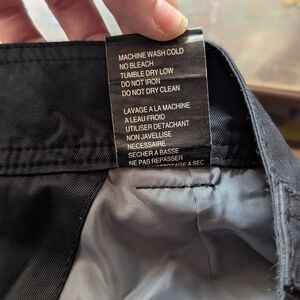 MACHINE WASH COLD
NO BLEACH
TUMBLE DRY LOW
DO NOT IRON
DO NOT DRY CLEAN
LAVAGE A LA MACHINE
A LEAU FROID
UTILISER DETACHANT
NON JAVELLISE
NECESSAIRE
SECHER A BASSE
NE PAS REPASSER
A SEC